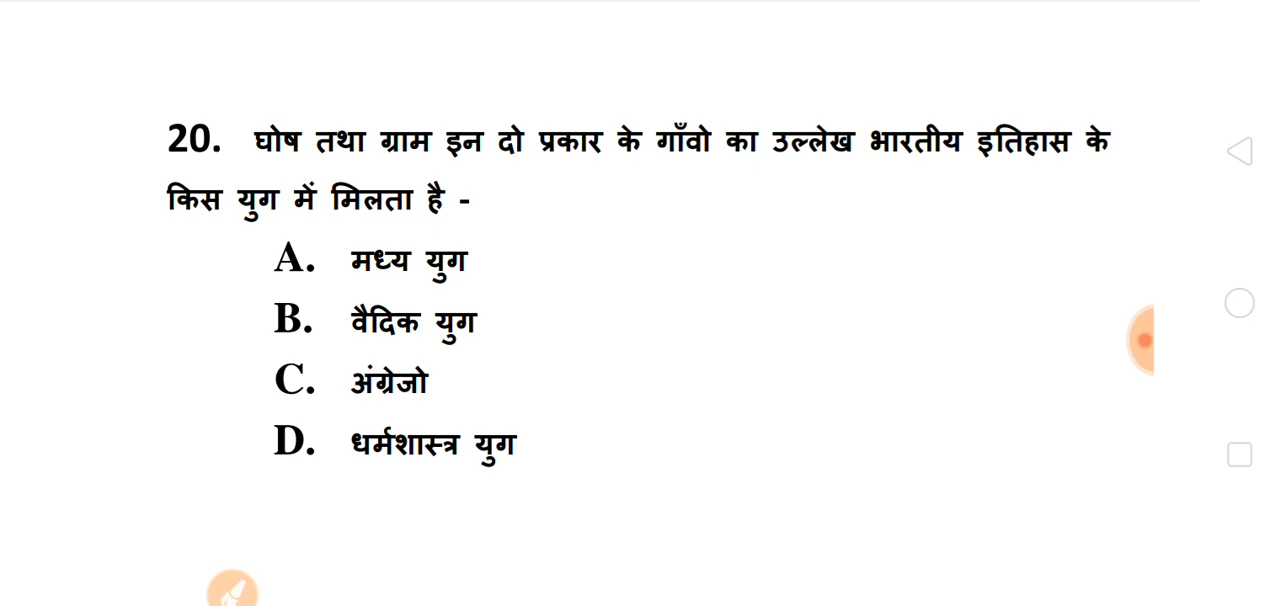 20. घोष तथा ग्राम इन दो प्रकार के गाँवो का उल्लेख भारतीय इतिहास के
किस युग में मिलता है -
A. मध्य युग
B. वैदिक युग
C. अंग्रेजो
D. धर्मशास्त्र युग